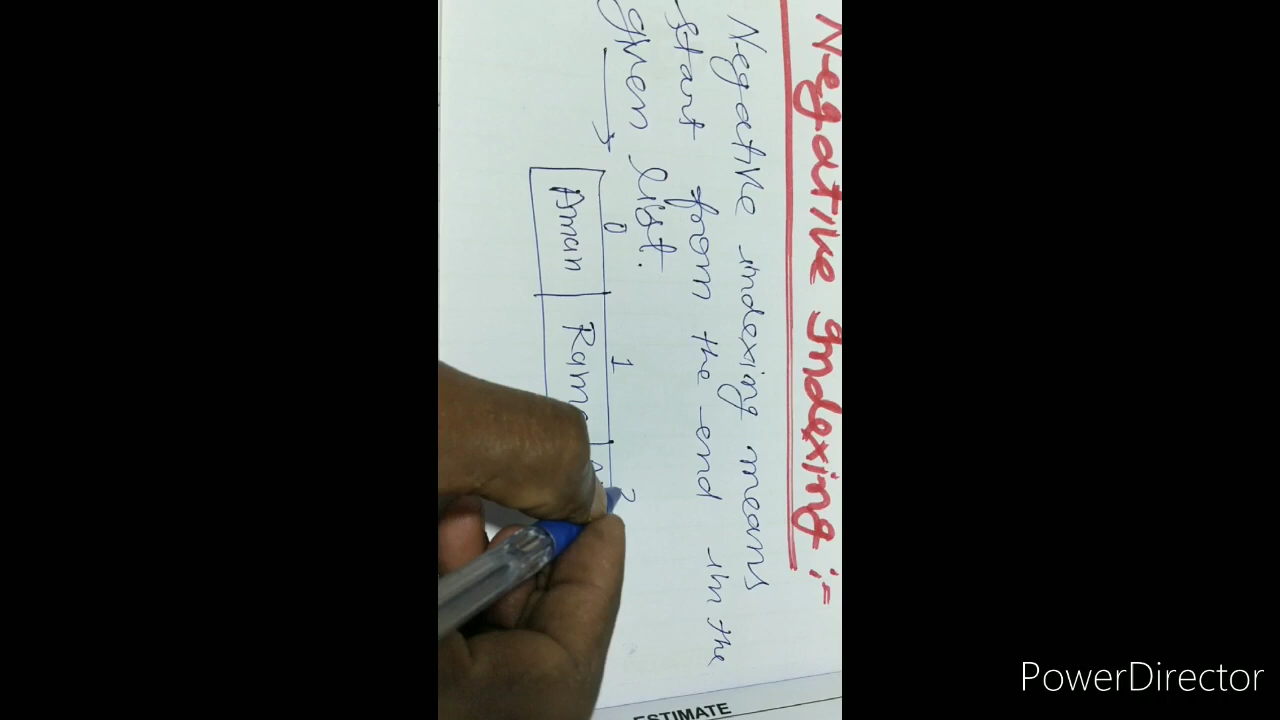 Negative Indexing :-
Negative indexing means
start from the end in the
given list.
0 1 2
Aman
ESTIMATE
PowerDirector